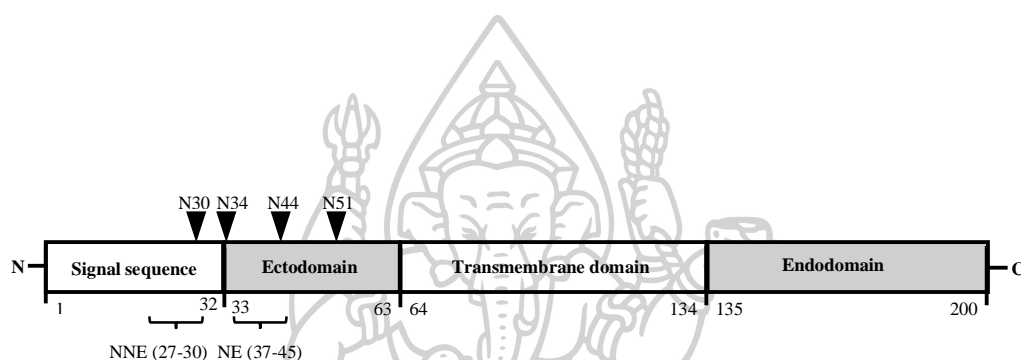 N30 N34 N44 N51
N Signal sequence Ectodomain Transmembrane domain Endodomain C
1 32 33 63 64 134 135 200
NNE (27-30) NE (37-45)